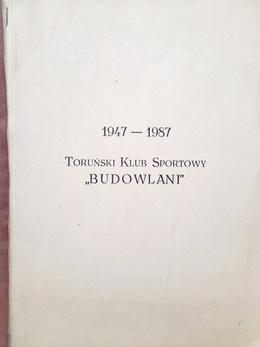 1947 — 1987
Toruński Klub Sportowy
„BUDOWLANI”